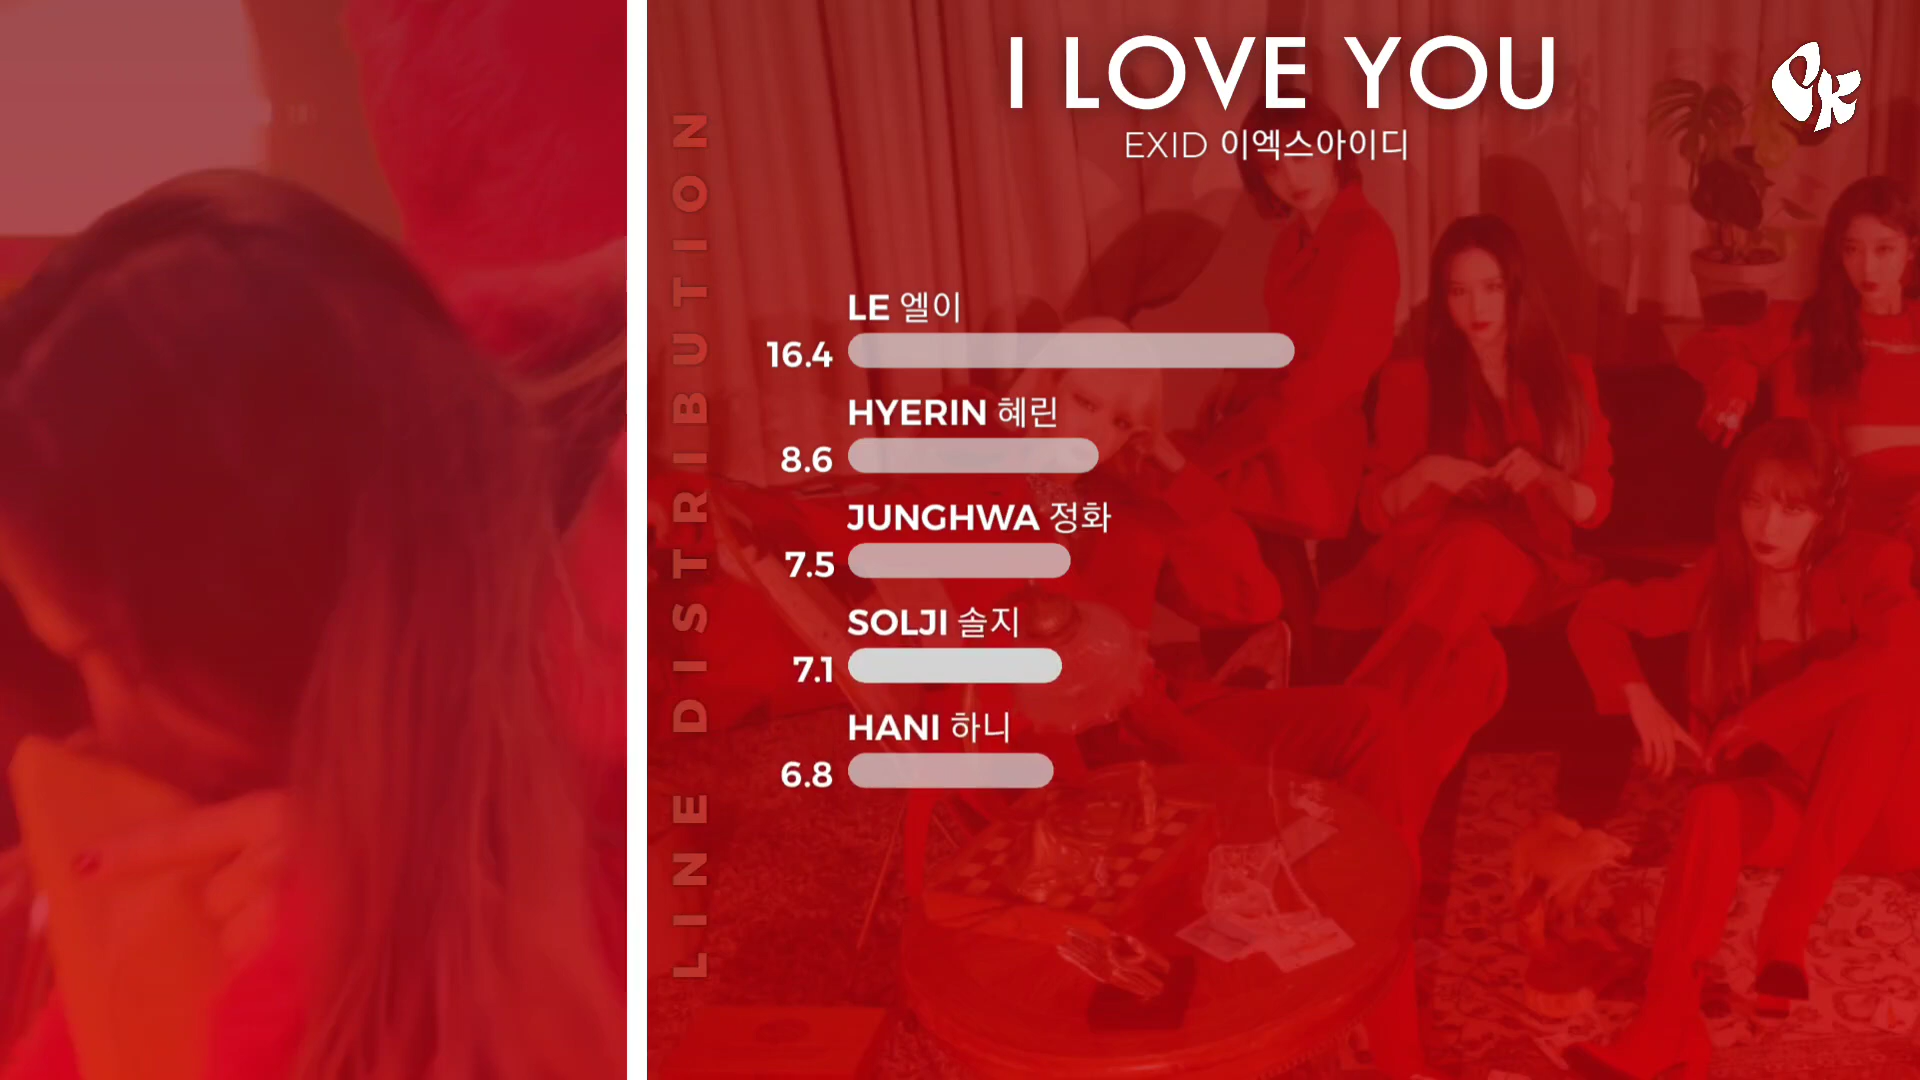 I LOVE YOU
EXID 이엑스아이디
PK
LINE DISTRIBUTION
LE 엘이
16.4
HYERIN 혜린
8.6
JUNGHWA 정화
7.5
SOLJI 솔지
7.1
HANI 하니
6.8